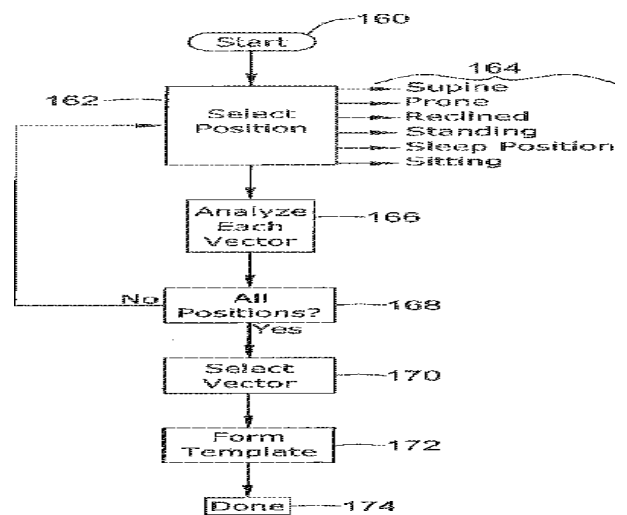 Start
160
164
162
Select
Position
Supine
Prone
Reclined
Standing
Sleep Position
Sitting
Analyze
Each
Vector
166
No
All
Positions?
168
Yes
Select
Vector
170
Form
Template
172
Done
174